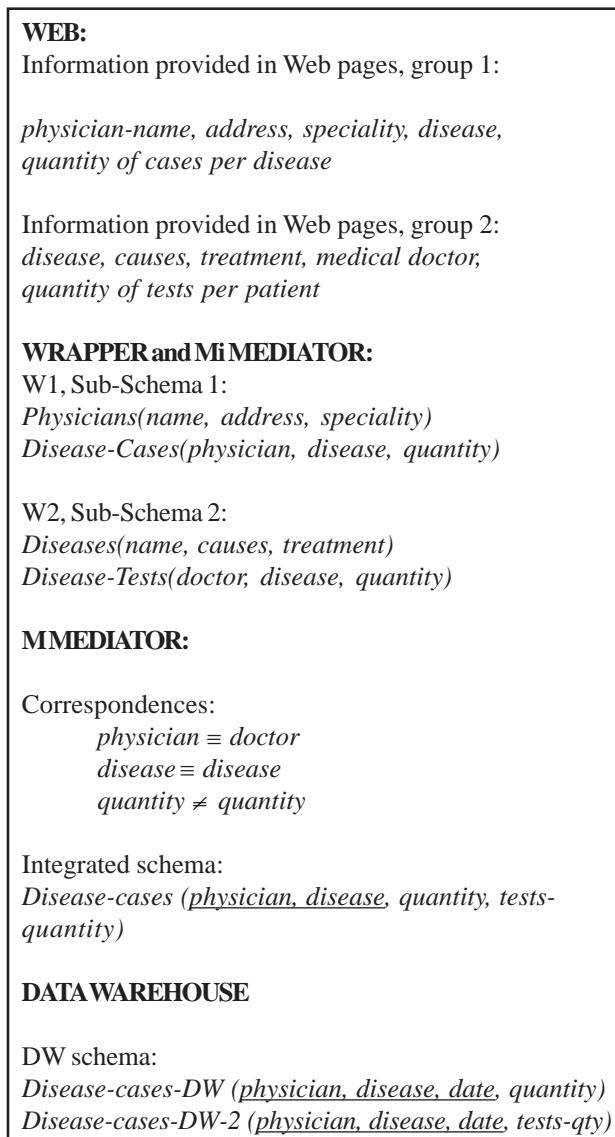 WEB:
Information provided in Web pages, group 1:
physician-name, address, speciality, disease,
quantity of cases per disease
Information provided in Web pages, group 2:
disease, causes, treatment, medical doctor,
quantity of tests per patient
WRAPPER and Mi MEDIATOR:
W1, Sub-Schema 1:
Physicians(name, address, speciality)
Disease-Cases(physician, disease, quantity)
W2, Sub-Schema 2:
Diseases(name, causes, treatment)
Disease-Tests(doctor, disease, quantity)
M MEDIATOR:
Correspondences:
physician ≡ doctor
disease ≡ disease
quantity ≠ quantity
Integrated schema:
Disease-cases (physician, disease, quantity, tests-
quantity)
DATA WAREHOUSE
DW schema:
Disease-cases-DW (physician, disease, date, quantity)
Disease-cases-DW-2 (physician, disease, date, tests-qty)